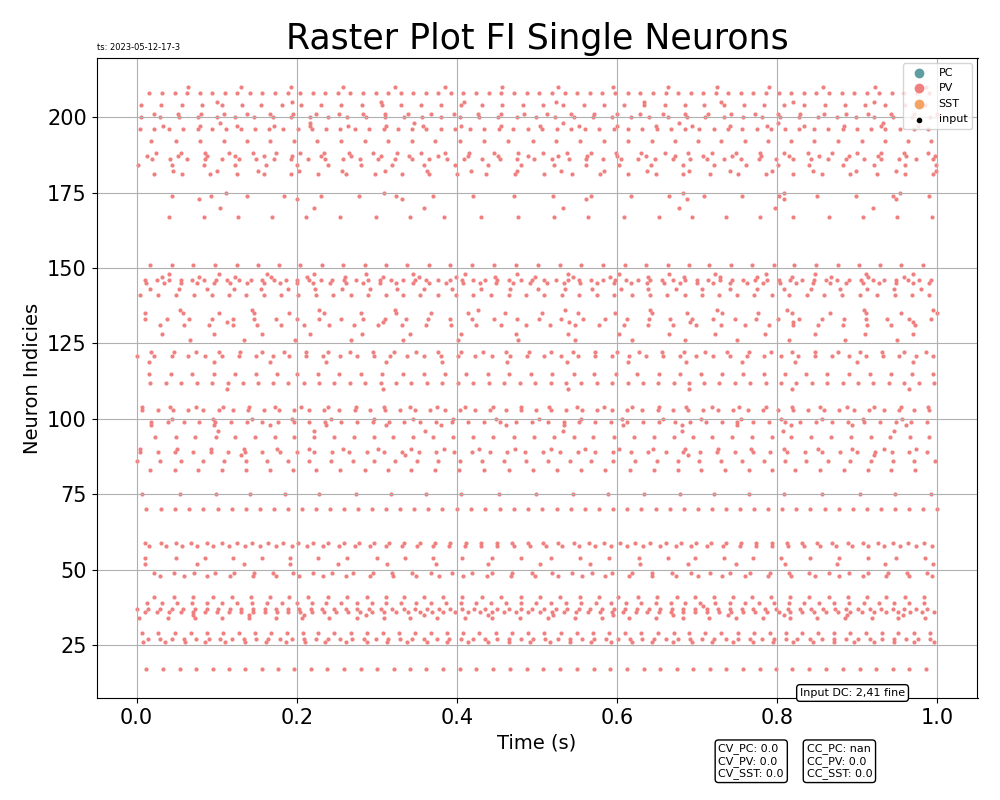 Raster Plot FI Single Neurons
ts: 2023-05-12-17-3
PC
PV
SST
input
200
175
150
125
100
75
50
25
Neuron Indicies
Input DC: 2,41 fine
0.0 0.2 0.4 0.6 0.8 1.0
Time (s)
CV_PC: 0.0
CV_PV: 0.0
CV_SST: 0.0
CC_PC: nan
CC_PV: 0.0
CC_SST: 0.0